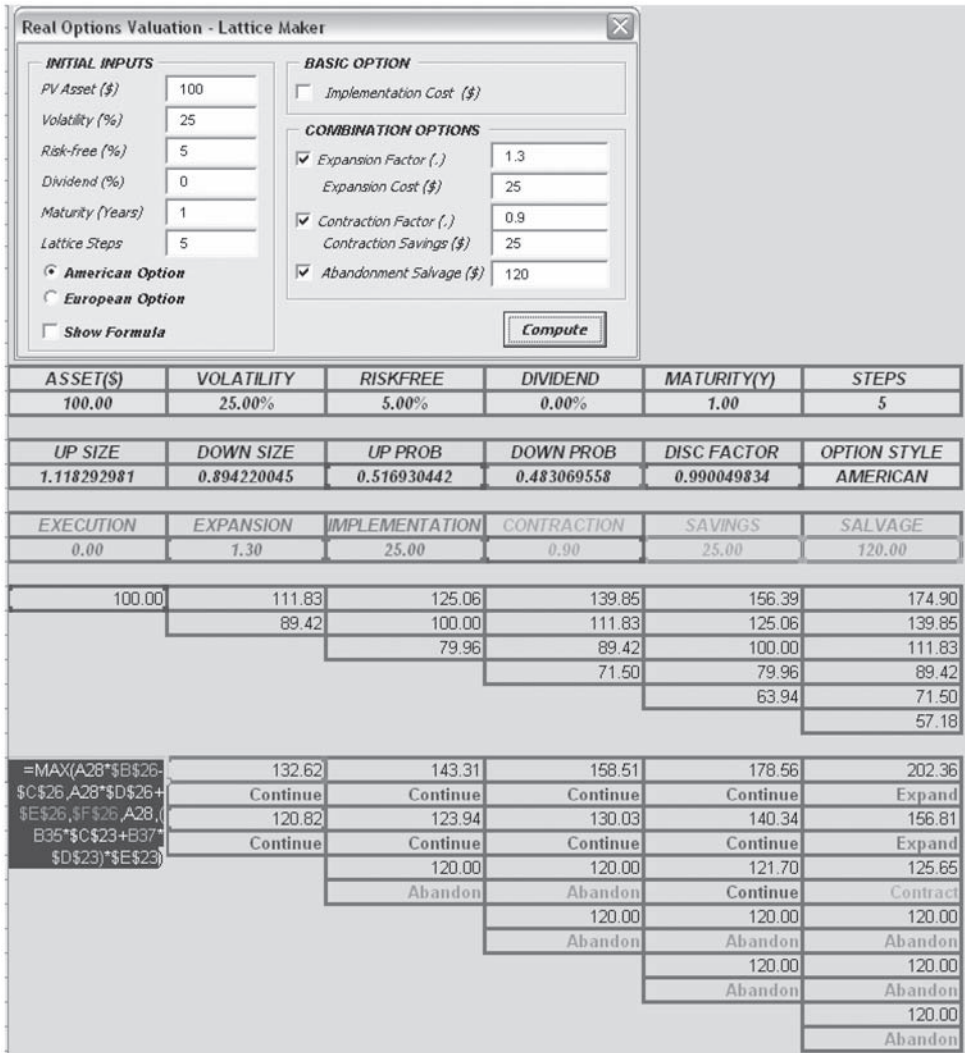 Real Options Valuation - Lattice Maker
INITIAL INPUTS
PV Asset ($) 100
Volatility (%) 25
Risk-free (%) 5
Dividend (%) 0
Maturity (Years) 1
Lattice Steps 5
American Option
European Option
Show Formula
BASIC OPTION
Implementation Cost ($)
COMBINATION OPTIONS
Expansion Factor (.) 1.3
Expansion Cost ($) 25
Contraction Factor (.) 0.9
Contraction Savings ($) 25
Abandonment Salvage ($) 120
Compute
ASSET($) VOLATILITY RISKFREE DIVIDEND MATURITY(Y) STEPS
100.00 25.00% 5.00% 0.00% 1.00 5
UP SIZE DOWN SIZE UP PROB DOWN PROB DISC FACTOR OPTION STYLE
1.118292981 0.894220045 0.516930442 0.483069558 0.990049834 AMERICAN
EXECUTION EXPANSION IMPLEMENTATION CONTRACTION SAVINGS SALVAGE
0.00 1.30 25.00 0.90 25.00 120.00
100.00 111.83 125.06 139.85 156.39 174.90
89.42 100.00 111.83 125.06 139.85
79.96 89.42 100.00 111.83
71.50 79.96 89.42
63.94 71.50
57.18
=MAX(A28*$B$26-
$C$26,A28*$D$26+
$E$26,$F$26,A28,(
B35*$C$23+B37*
$D$23)*$E$23)
132.62 143.31 158.51 178.56 202.36
Continue Continue Continue Continue Expand
120.82 123.94 130.03 140.34 156.81
Continue Continue Continue Continue Expand
120.00 120.00 121.70 125.65
Abandon Abandon Continue Contract
120.00 120.00 120.00
Abandon Abandon Abandon
120.00 120.00
Abandon Abandon
120.00
Abandon